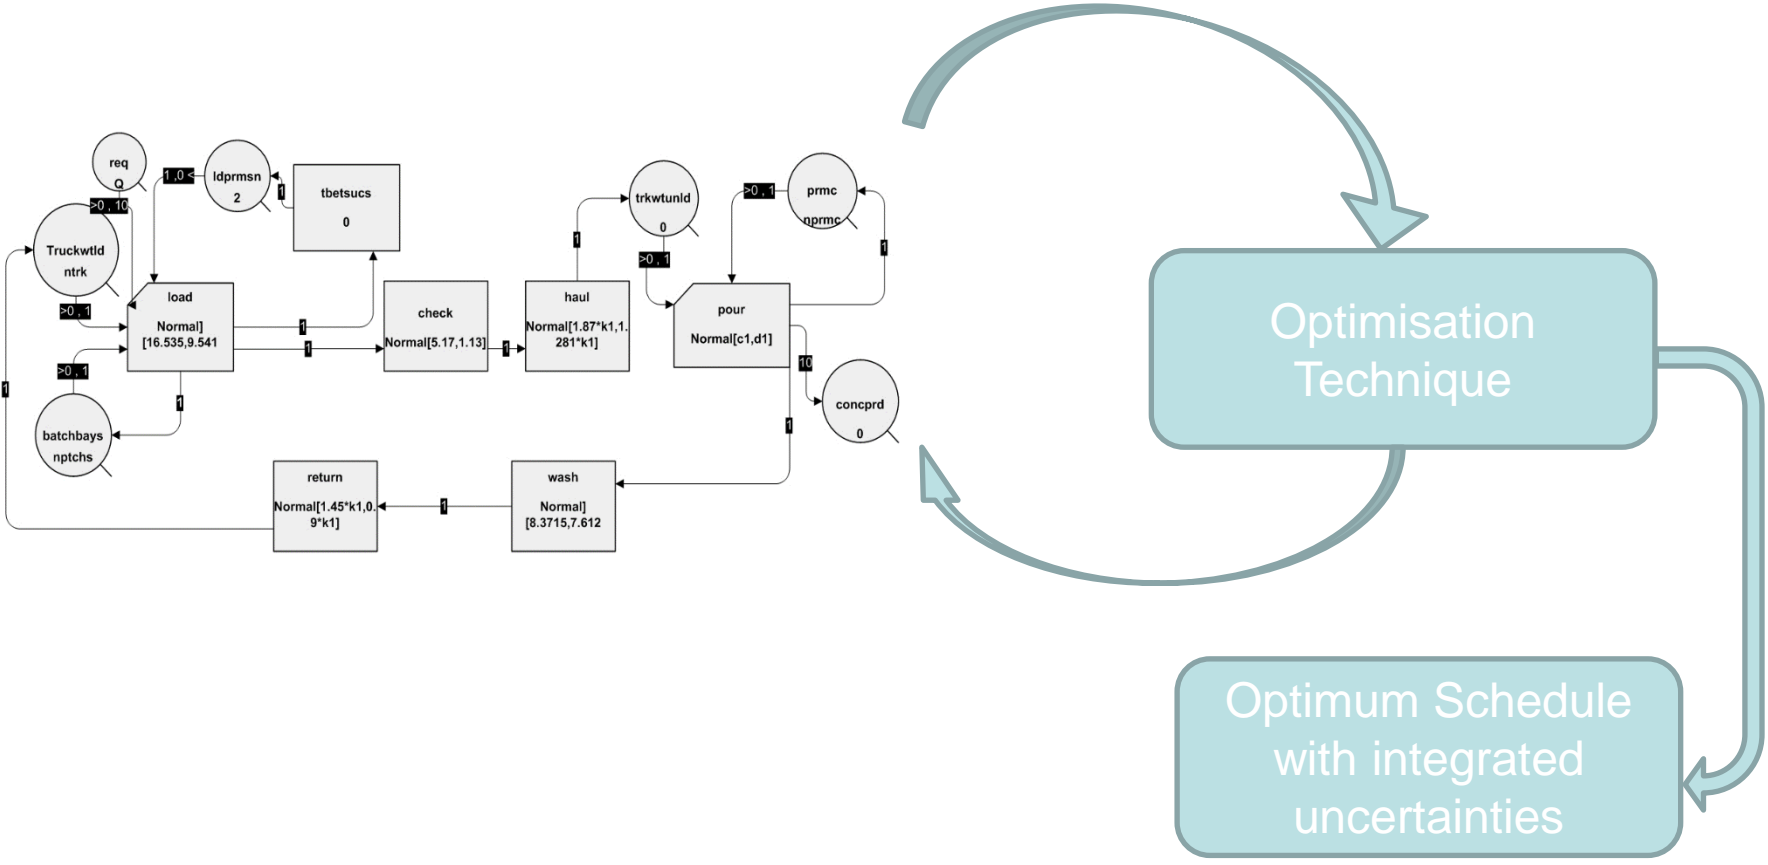 req
Q
>0 , 10
1 ,0 <
ldprmsn
2
1
tbetsucs
0
Truckwtld
ntrk
>0 , 1
load
Normal]
[16.535,9.541
1
1
>0 , 1
batchbays
nptchs
1
1
check
Normal[5.17,1.13]
1
haul
Normal[1.87*k1,1.
281*k1]
1
trkwtunld
0
>0 , 1
>0 , 1
prmc
nprmc
1
pour
Normal[c1,d1]
10
concprd
0
1
return
Normal[1.45*k1,0.
9*k1]
1
wash
Normal]
[8.3715,7.612
Optimisation
Technique
Optimum Schedule
with integrated
uncertainties